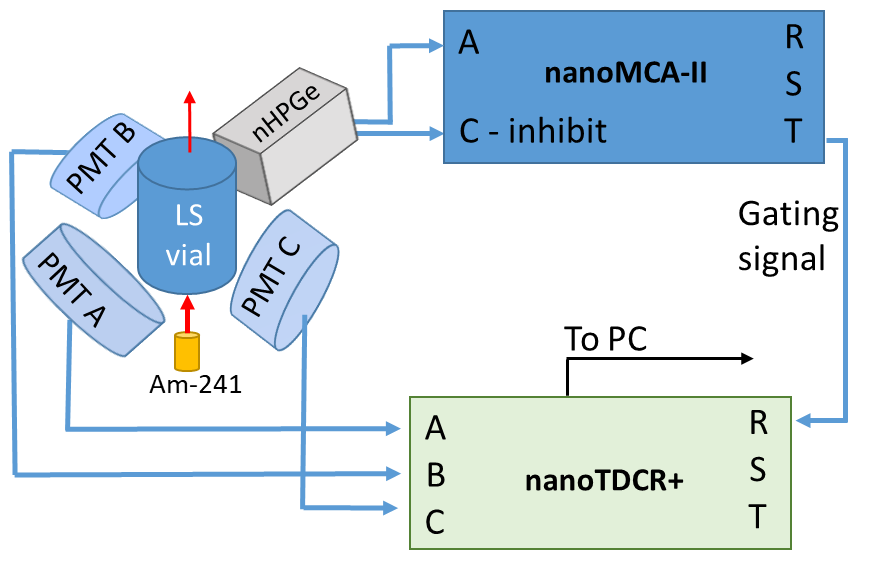 A
R
nanoMCA-II
S
C - inhibit
T
nHPGe
PMT B
LS
vial
PMT A
PMT C
Gating
signal
Am-241
To PC
A
R
B
nanoTDCR+
S
C
T